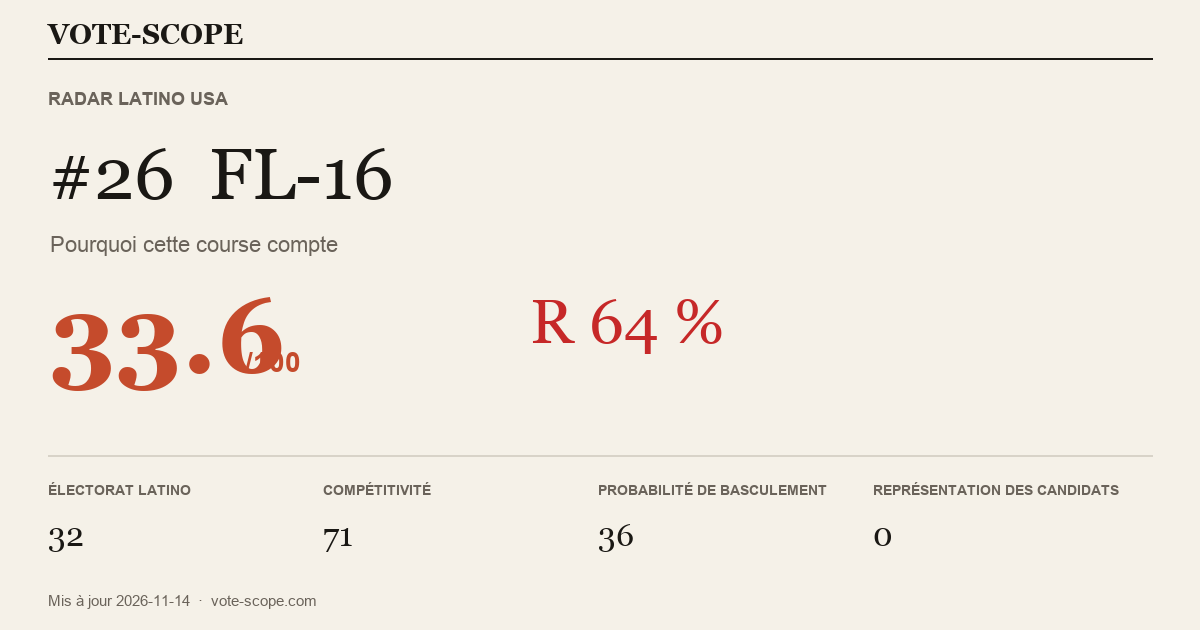 VOTE-SCOPE
RADAR LATINO USA
#26 FL-16
Pourquoi cette course compte
33.6/100
R 64 %
ÉLECTORAT LATINO
COMPÉTITIVITÉ
PROBABILITÉ DE BASCULEMENT
REPRÉSENTATION DES CANDIDATS
32
71
36
0
Mis à jour 2026-11-14 · vote-scope.com